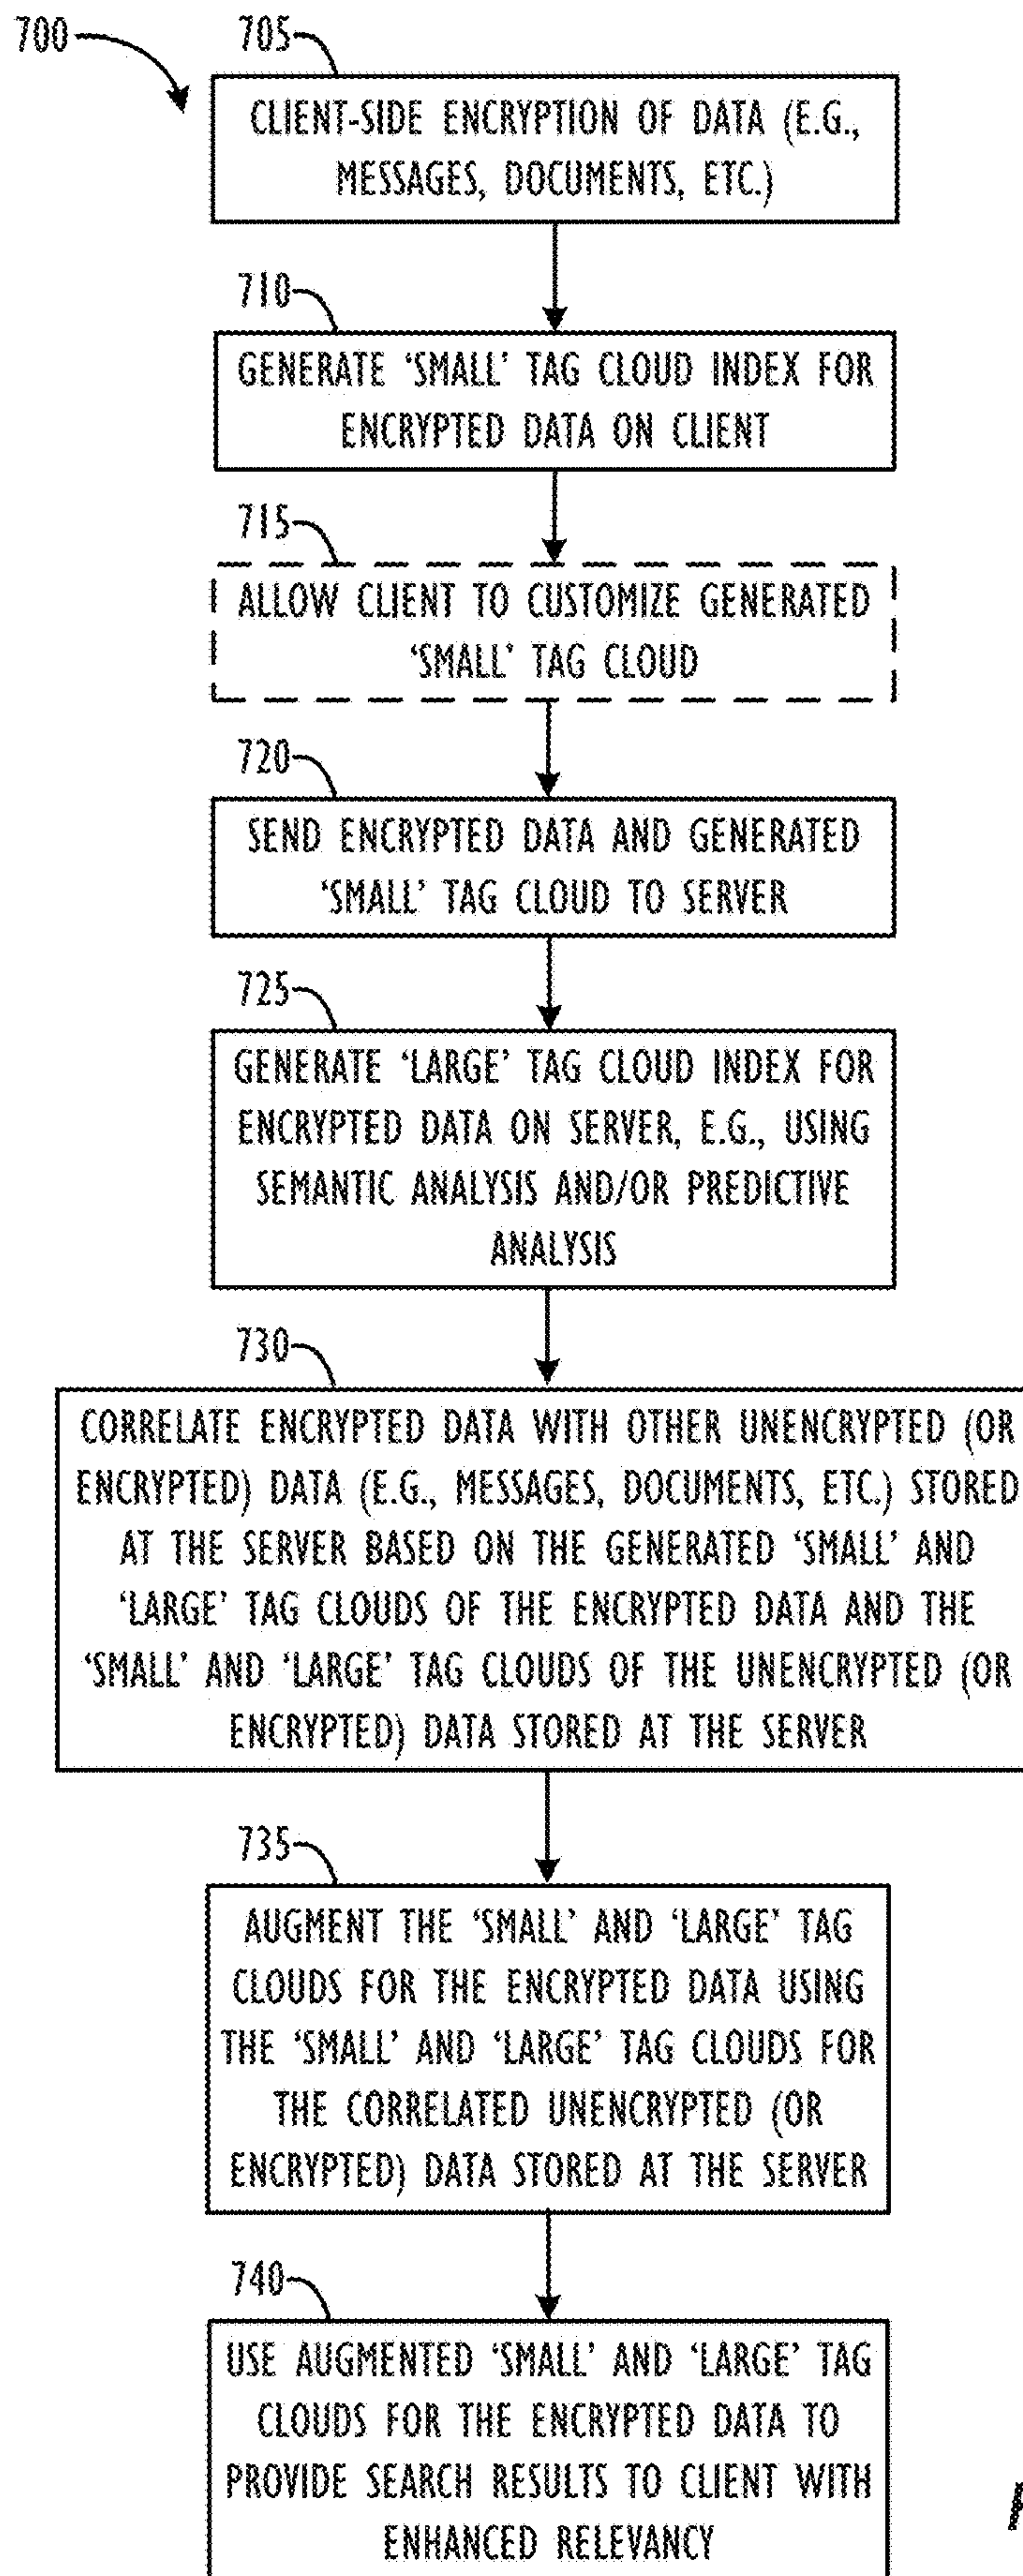 700
705
CLIENT-SIDE ENCRYPTION OF DATA (E.G.,
MESSAGES, DOCUMENTS, ETC.)
710
GENERATE ‘SMALL’ TAG CLOUD INDEX FOR
ENCRYPTED DATA ON CLIENT
715
ALLOW CLIENT TO CUSTOMIZE GENERATED
‘SMALL’ TAG CLOUD
720
SEND ENCRYPTED DATA AND GENERATED
‘SMALL’ TAG CLOUD TO SERVER
725
GENERATE ‘LARGE’ TAG CLOUD INDEX FOR
ENCRYPTED DATA ON SERVER, E.G., USING
SEMANTIC ANALYSIS AND/OR PREDICTIVE
ANALYSIS
730
CORRELATE ENCRYPTED DATA WITH OTHER UNENCRYPTED (OR
ENCRYPTED) DATA (E.G., MESSAGES, DOCUMENTS, ETC.) STORED
AT THE SERVER BASED ON THE GENERATED ‘SMALL’ AND
‘LARGE’ TAG CLOUDS OF THE ENCRYPTED DATA AND THE
‘SMALL’ AND ‘LARGE’ TAG CLOUDS OF THE UNENCRYPTED (OR
ENCRYPTED) DATA STORED AT THE SERVER
735
AUGMENT THE ‘SMALL’ AND ‘LARGE’ TAG
CLOUDS FOR THE ENCRYPTED DATA USING
THE ‘SMALL’ AND ‘LARGE’ TAG CLOUDS FOR
THE CORRELATED UNENCRYPTED (OR
ENCRYPTED) DATA STORED AT THE SERVER
740
USE AUGMENTED ‘SMALL’ AND ‘LARGE’ TAG
CLOUDS FOR THE ENCRYPTED DATA TO
PROVIDE SEARCH RESULTS TO CLIENT WITH
ENHANCED RELEVANCY